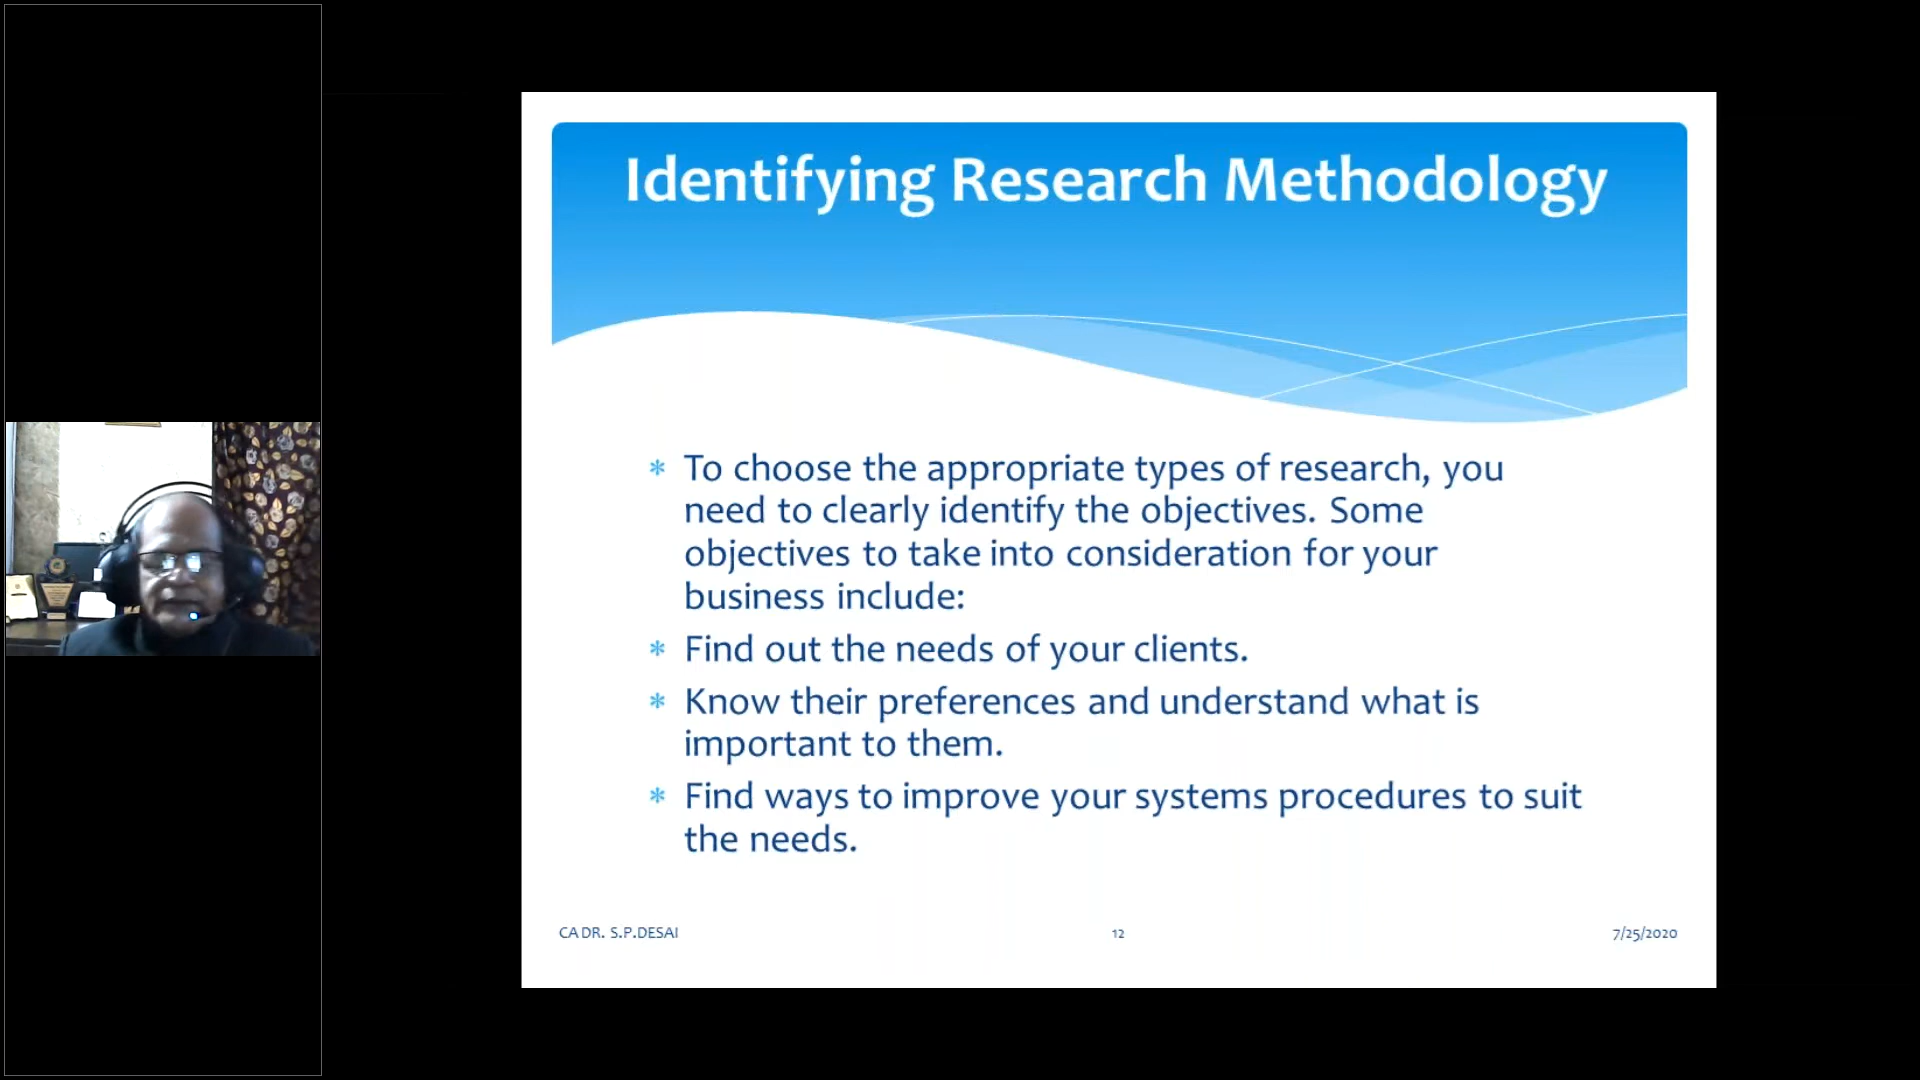 Identifying Research Methodology
* To choose the appropriate types of research, you
need to clearly identify the objectives. Some
objectives to take into consideration for your
business include:
* Find out the needs of your clients.
* Know their preferences and understand what is
important to them.
* Find ways to improve your systems procedures to suit
the needs.
CA DR. S.P.DESAI 12 7/25/2020